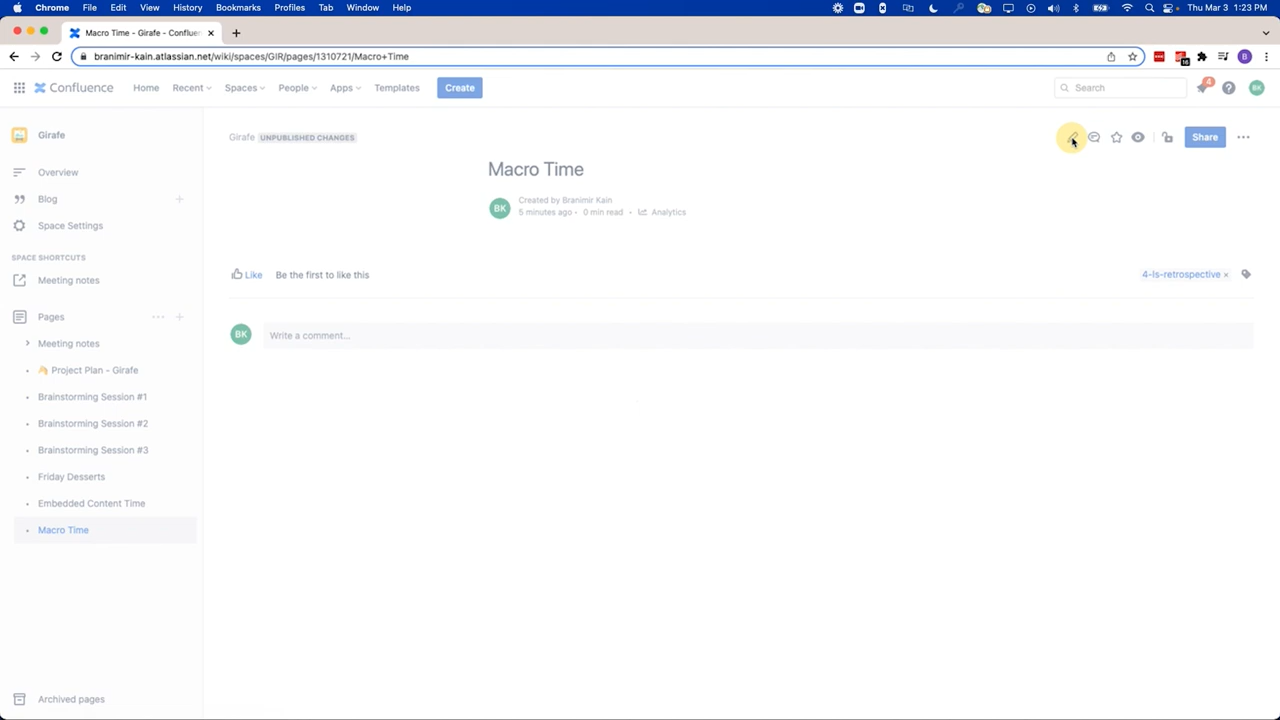 Chrome File Edit View History Bookmarks Profiles Tab Window Help Thu Mar 3 1:23 PM
Macro Time - Girafe - Conflue
branimir-kain.atlassian.net/wiki/spaces/GIR/pages/1310721/Macro+Time
B
Confluence Home Recent Spaces People Apps Templates Create Search 4 BK
Girafe
Girafe UNPUBLISHED CHANGES Share
Macro Time
BK Created by Branimir Kain
5 minutes ago • 0 min read • Analytics
Overview
Blog
Space Settings
SPACE SHORTCUTS
Meeting notes
Like Be the first to like this 4-ls-retrospective ×
Pages
BK Write a comment...
Meeting notes
Project Plan - Girafe
Brainstorming Session #1
Brainstorming Session #2
Brainstorming Session #3
Friday Desserts
Embedded Content Time
Macro Time
Archived pages